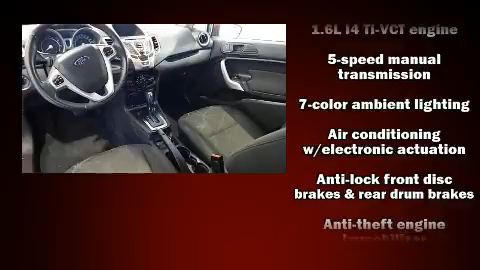 1.6L I4 Ti-VCT engine
5-speed manual
transmission
7-color ambient lighting
Air conditioning
w/electronic actuation
Anti-lock front disc
brakes & rear drum brakes
Anti-theft engine